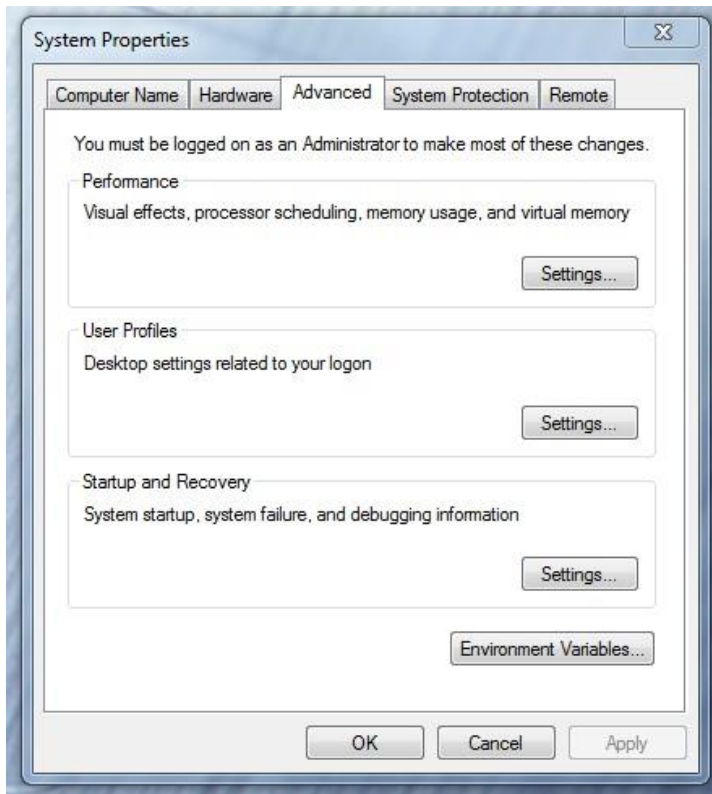 System Properties
Computer Name
Hardware
Advanced
System Protection
Remote
You must be logged on as an Administrator to make most of these changes.
Performance
Visual effects, processor scheduling, memory usage, and virtual memory
Settings...
User Profiles
Desktop settings related to your logon
Settings...
Startup and Recovery
System startup, system failure, and debugging information
Settings...
Environment Variables...
OK
Cancel
Apply